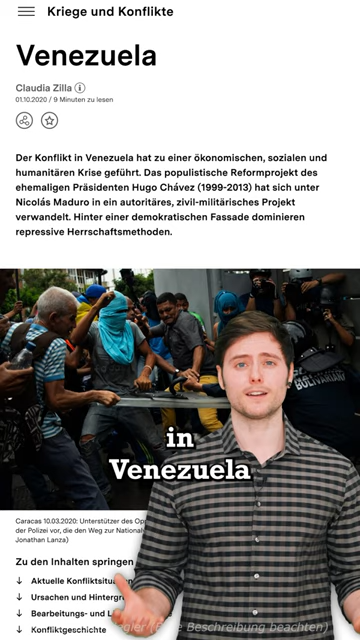 Kriege und Konflikte
Venezuela
Claudia Zilla
01.10.2020 / 9 Minuten zu lesen
Der Konflikt in Venezuela hat zu einer ökonomischen, sozialen und
humanitären Krise geführt. Das populistische Reformprojekt des
ehemaligen Präsidenten Hugo Chávez (1999-2013) hat sich unter
Nicolás Maduro in ein autoritäres, zivil-militärisches Projekt
verwandelt. Hinter einer demokratischen Fassade dominieren
repressive Herrschaftsmethoden.
BOLIVARIAN
in
Venezuela
Caracas 10.03.2020: Unterstützer des
der Polizei vor, die den Weg zur
Jonathan Lanza)
Zu den Inhalten springen
Aktuelle
Ursachen und
Bearbeitungs- und
Konfliktgeschichte
Beschreibung beachten)